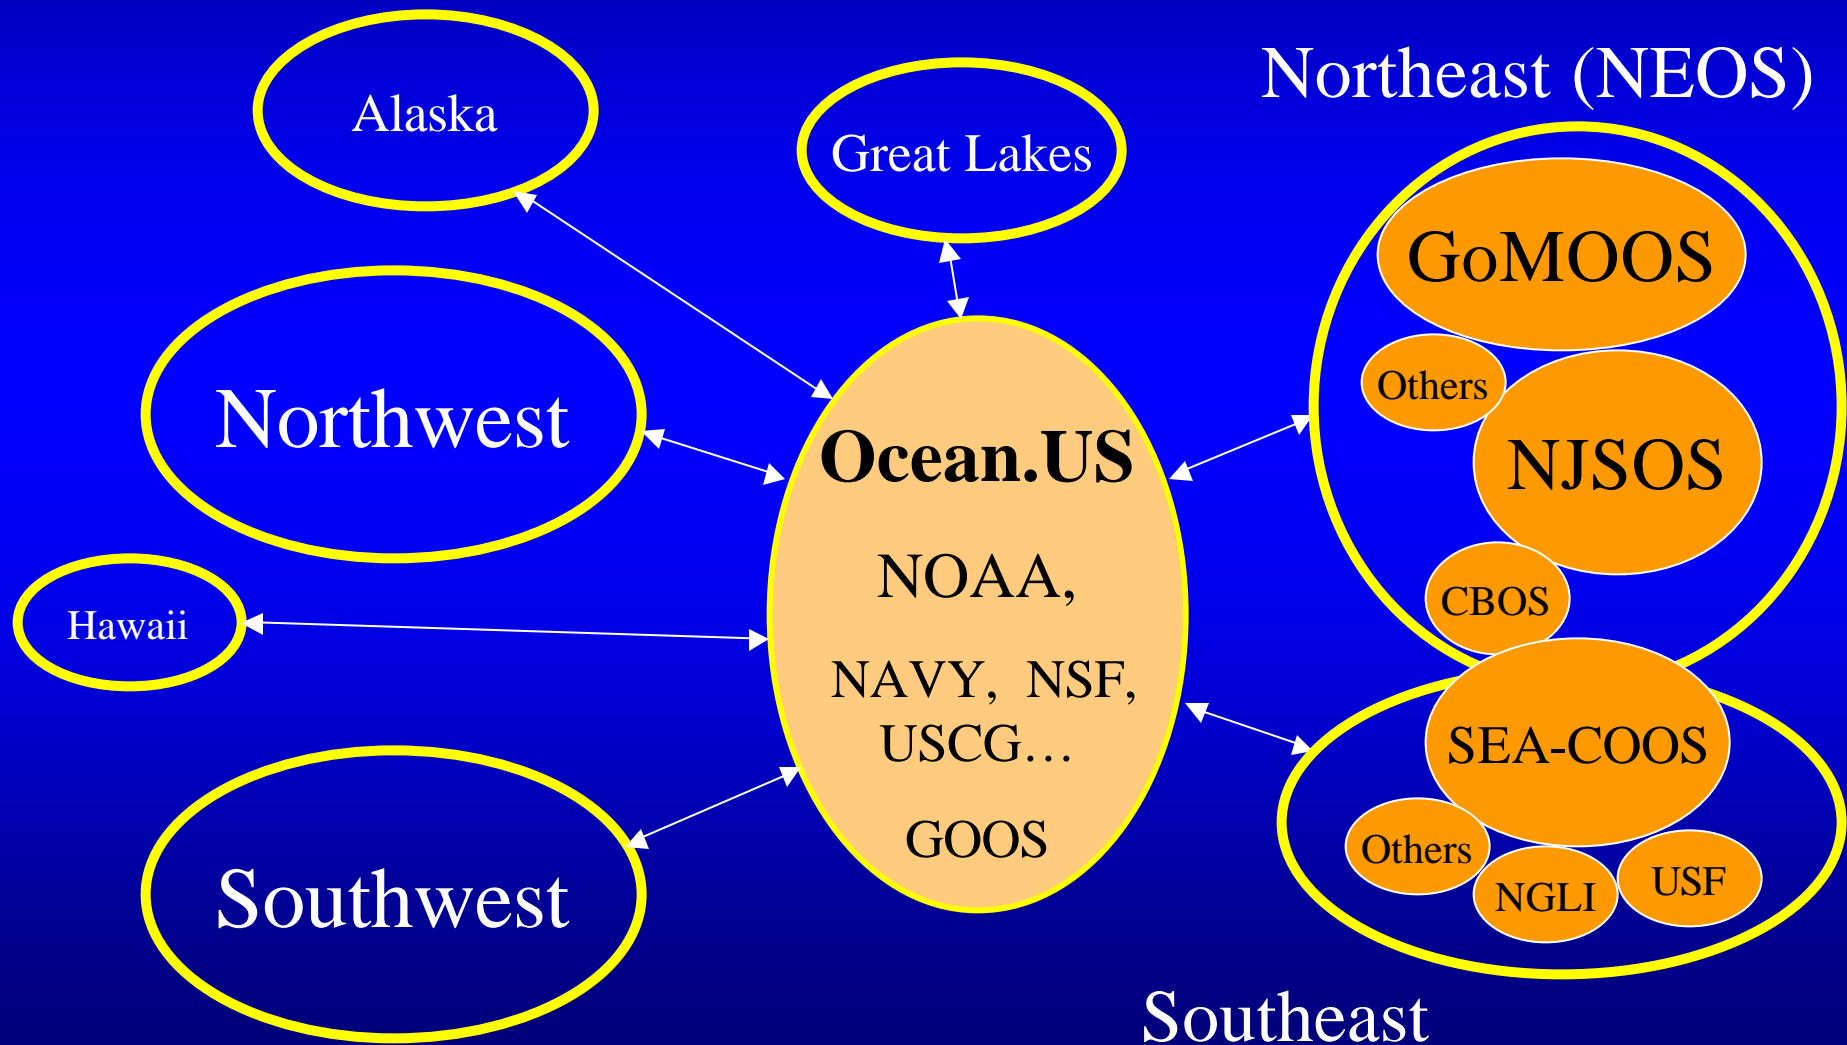 Alaska
Great Lakes
Northeast (NEOS)
GoMOOS
Others
NJSOS
CBOS
Northwest
Hawaii
Southwest
Ocean.US
NOAA,
NAVY, NSF,
USCG…
GOOS
SEA-COOS
Others
NGLI
USF
Southeast